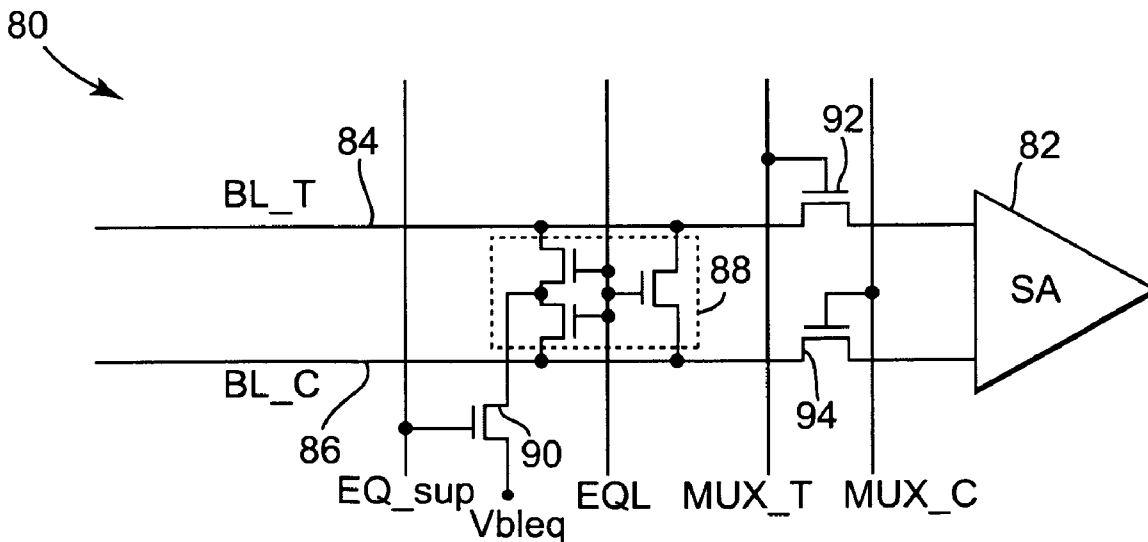 80
84
BL_T
92
82
88
SA
BL_C
86
90
94
EQ_sup
Vbleq
EQL
MUX_T
MUX_C